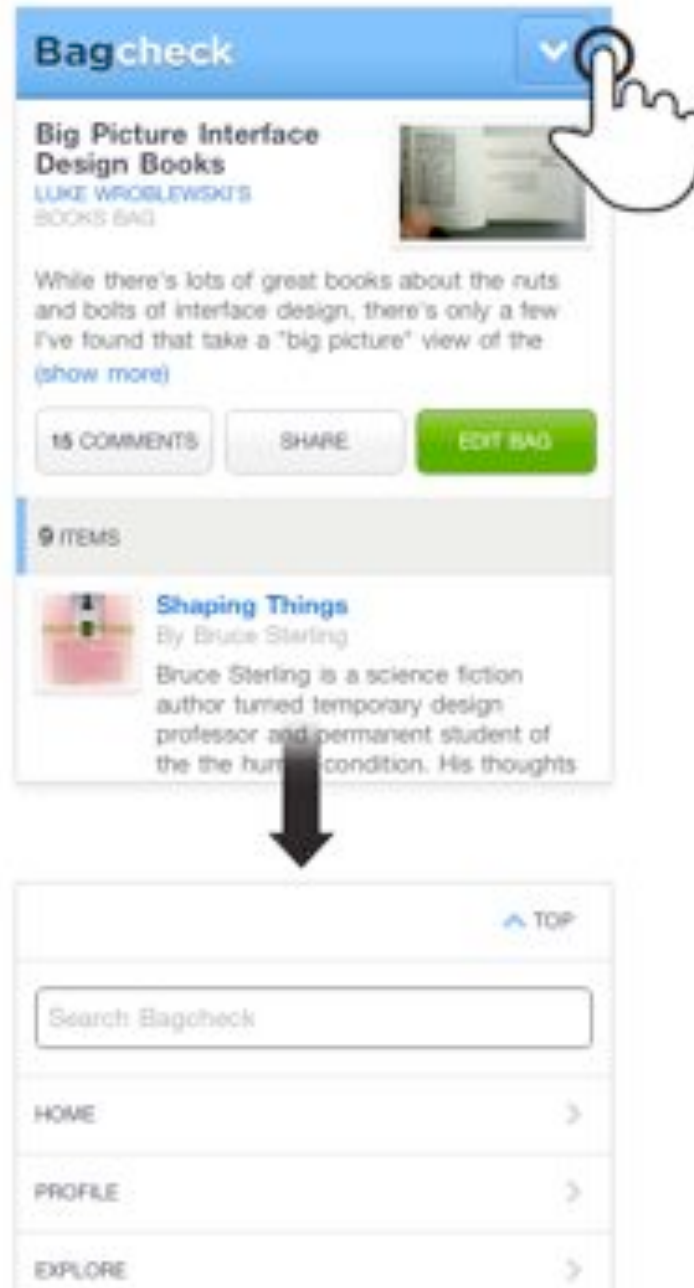 Bagcheck
Big Picture Interface
Design Books
LUKE WROBLEWSKI'S
BOOKS BAG
While there's lots of great books about the nuts
and bolts of interface design, there's only a few
I've found that take a "big picture" view of the
(show more)
15 COMMENTS
SHARE
EDIT BAG
9 ITEMS
Shaping Things
By Bruce Sterling
Bruce Sterling is a science fiction
author turned temporary design
professor and permanent student of
the the human condition. His thoughts
TOP
Search Bagcheck
HOME
PROFILE
EXPLORE